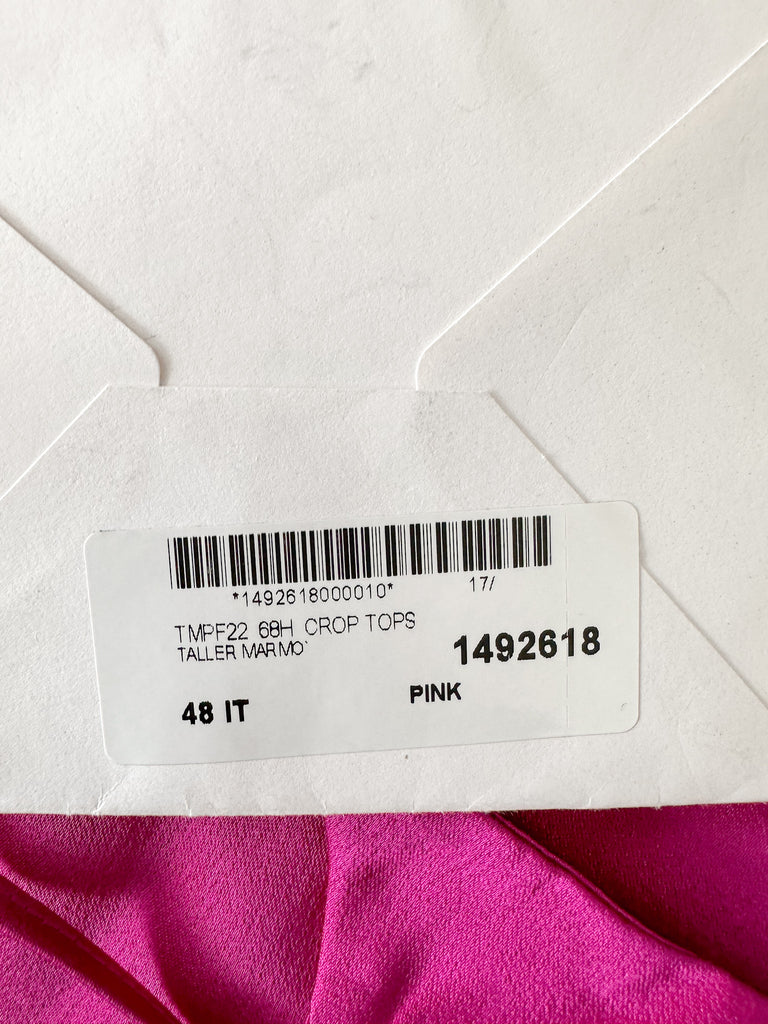 *1492618000010* 17/
TMPF22 68H CROP TOPS
TALLER MARMO`
1492618
48 IT
PINK